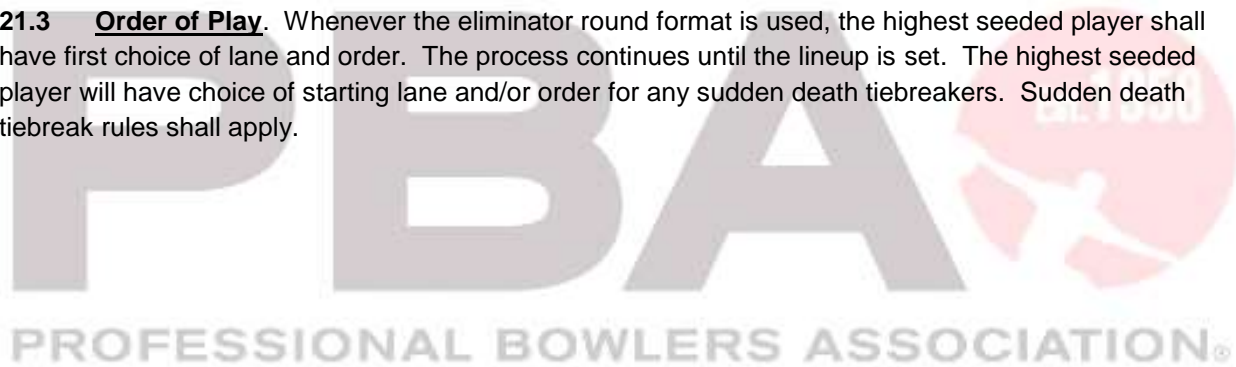 21.3 Order of Play. Whenever the eliminator round format is used, the highest seeded player shall
have first choice of lane and order. The process continues until the lineup is set. The highest seeded
player will have choice of starting lane and/or order for any sudden death tiebreakers. Sudden death
tiebreak rules shall apply.
PBA
est.1958
PROFESSIONAL BOWLERS ASSOCIATION®